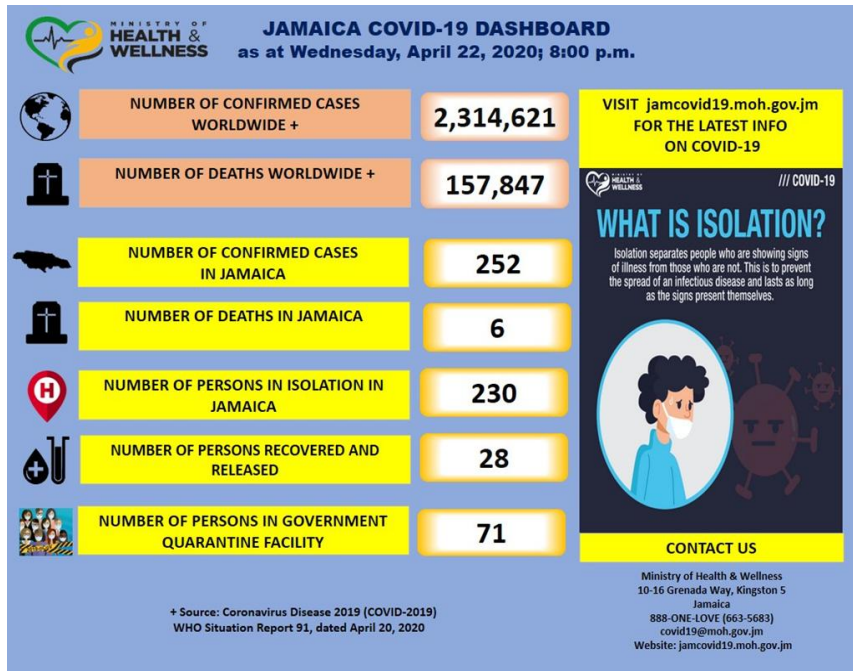 MINISTRY OF
HEALTH &
WELLNESS
JAMAICA COVID-19 DASHBOARD
as at Wednesday, April 22, 2020; 8:00 p.m.
NUMBER OF CONFIRMED CASES
WORLDWIDE +
2,314,621
NUMBER OF DEATHS WORLDWIDE +
157,847
NUMBER OF CONFIRMED CASES
IN JAMAICA
252
NUMBER OF DEATHS IN JAMAICA
6
H
NUMBER OF PERSONS IN ISOLATION IN
JAMAICA
230
NUMBER OF PERSONS RECOVERED AND
RELEASED
28
NUMBER OF PERSONS IN GOVERNMENT
QUARANTINE FACILITY
71
+ Source: Coronavirus Disease 2019 (COVID-2019)
WHO Situation Report 91, dated April 20, 2020
VISIT jamcovid19.moh.gov.jm
FOR THE LATEST INFO
ON COVID-19
MINISTRY OF
HEALTH &
WELLNESS
/// COVID-19
WHAT IS ISOLATION?
Isolation separates people who are showing signs
of illness from those who are not. This is to prevent
the spread of an infectious disease and lasts as long
as the signs present themselves.
CONTACT US
Ministry of Health & Wellness
10-16 Grenada Way, Kingston 5
Jamaica
888-ONE-LOVE (663-5683)
covid19@moh.gov.jm
Website: jamcovid19.moh.gov.jm